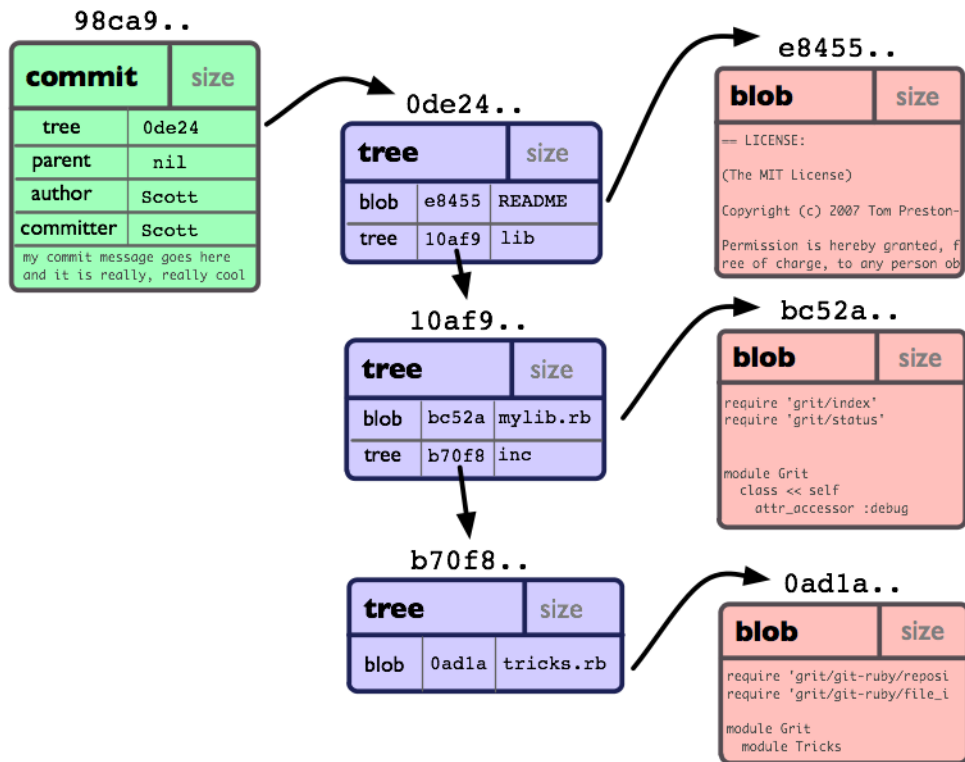 98ca9..
commit size
tree 0de24
parent nil
author Scott
committer Scott
my commit message goes here
and it is really, really cool
0de24..
tree size
blob e8455 README
tree 10af9 lib
e8455..
blob size
== LICENSE:
(The MIT License)
Copyright (c) 2007 Tom Preston-
Permission is hereby granted, f
ree of charge, to any person ob
10af9..
tree size
blob bc52a mylib.rb
tree b70f8 inc
bc52a..
blob size
require 'grit/index'
require 'grit/status'
module Grit
class << self
attr_accessor :debug
b70f8..
tree size
blob 0ad1a tricks.rb
0ad1a..
blob size
require 'grit/git-ruby/reposi
require 'grit/git-ruby/file_i
module Grit
module Tricks